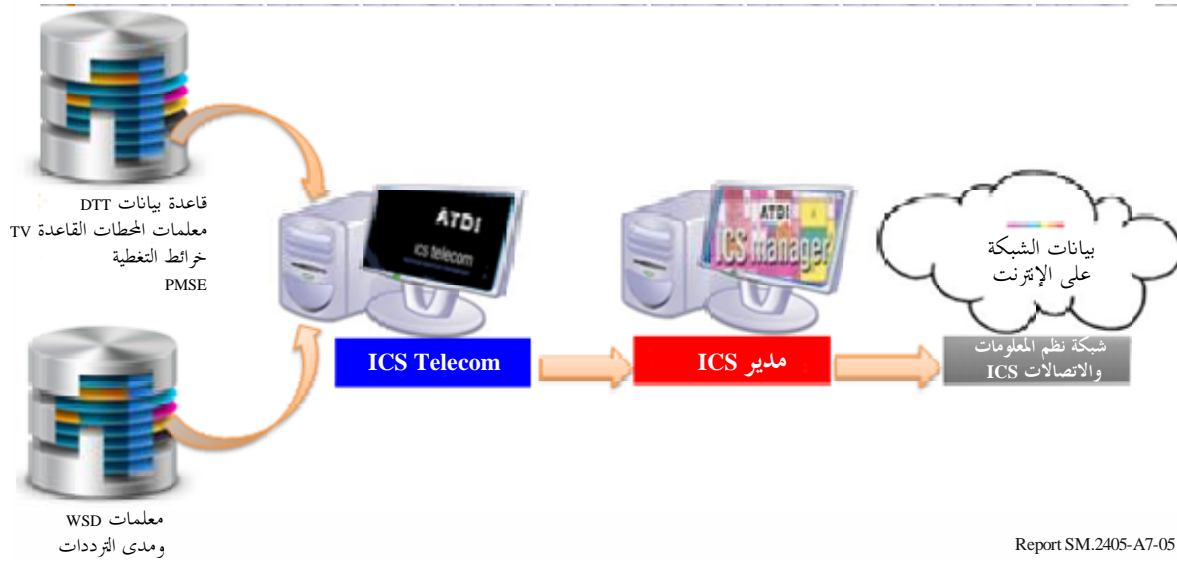 قاعدة بيانات DTT
معلمات المحطات القاعدة TV
خرائط التغطية
PMSE
معلمات WSD
ومدى الترددات
ATDI
ics telecom
ICS Telecom
ATDI
ICS Manager
مدير ICS
بيانات الشبكة
على الإنترنت
شبكة نظم المعلومات
والاتصالات ICS
Report SM.2405-A7-05